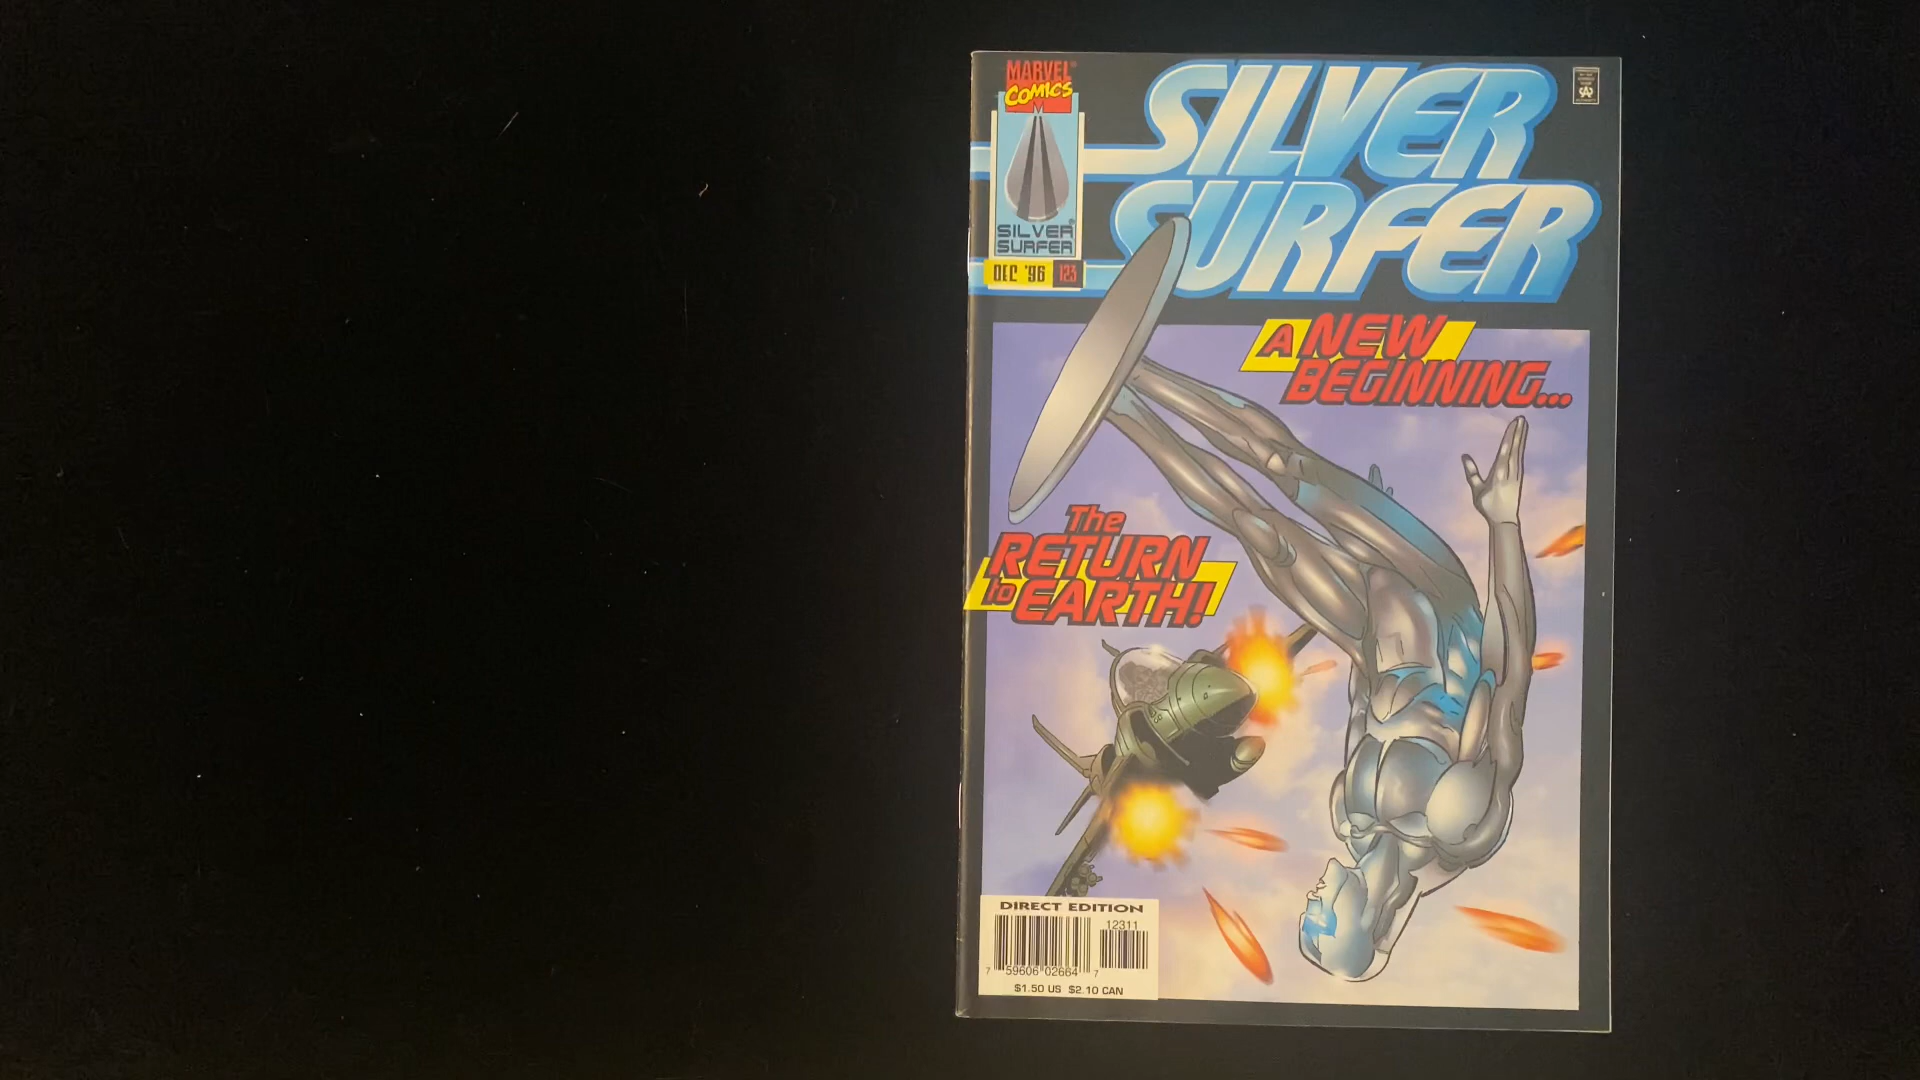 MARVEL
COMICS
SILVER
SURFER
SILVER
SURFER
DEC '96 123
A NEW
BEGINNING...
The
RETURN
to EARTH!
DIRECT EDITION
12311
7 59606 02664 7
$1.50 US $2.10 CAN